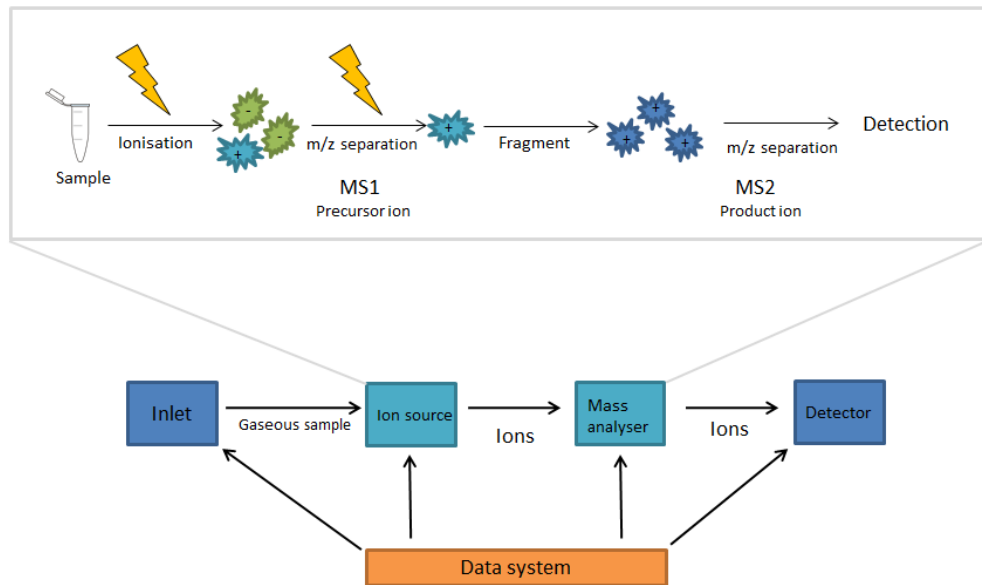 Ionisation
m/z separation
Fragment
m/z separation
Detection
Sample
MS1
Precursor ion
MS2
Product ion
+
-
-
+
+
+
+
Inlet
Gaseous sample
Ion source
Ions
Mass
analyser
Ions
Detector
Data system